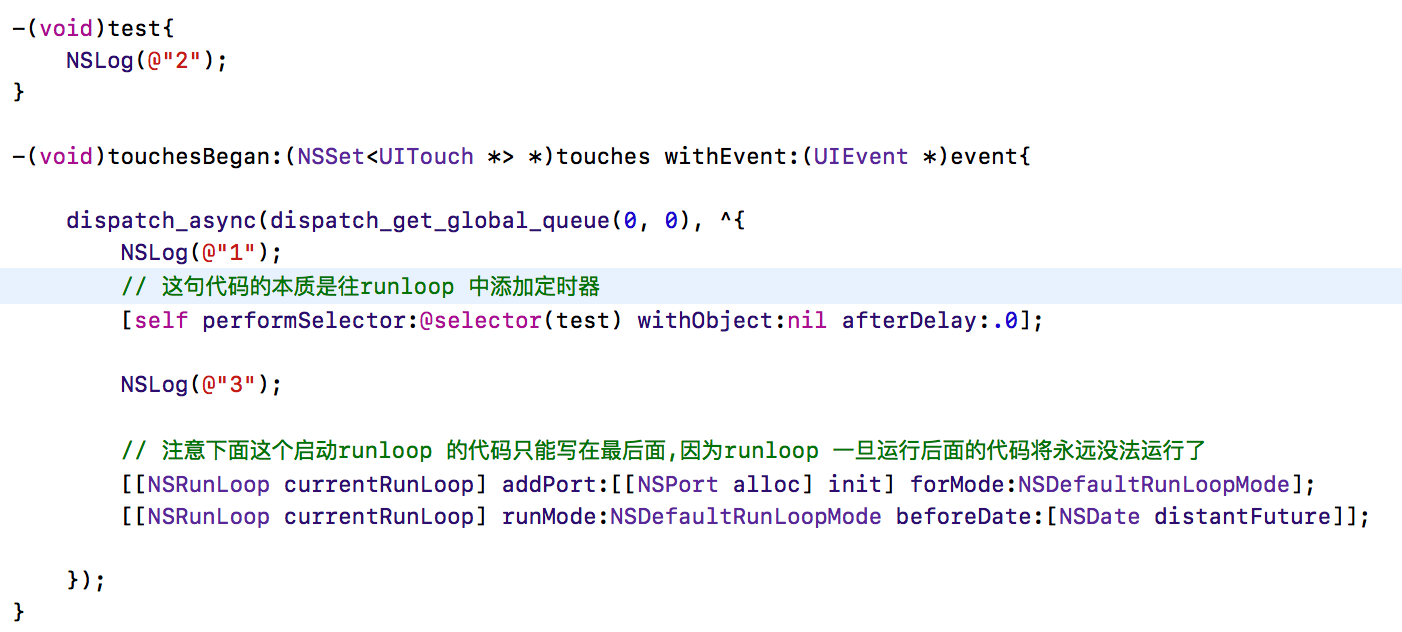 -(void)test{
    NSLog(@"2");
}
-(void)touchesBegan:(NSSet<UITouch *> *)touches withEvent:(UIEvent *)event{
    dispatch_async(dispatch_get_global_queue(0, 0), ^{
        NSLog(@"1");
        // 这句代码的本质是往runloop 中添加定时器
        [self performSelector:@selector(test) withObject:nil afterDelay:.0];
        NSLog(@"3");
        // 注意下面这个启动runloop 的代码只能写在最后面,因为runloop 一旦运行后面的代码将永远没法运行了
        [[NSRunLoop currentRunLoop] addPort:[[NSPort alloc] init] forMode:NSDefaultRunLoopMode];
        [[NSRunLoop currentRunLoop] runMode:NSDefaultRunLoopMode beforeDate:[NSDate distantFuture]];
    });
}